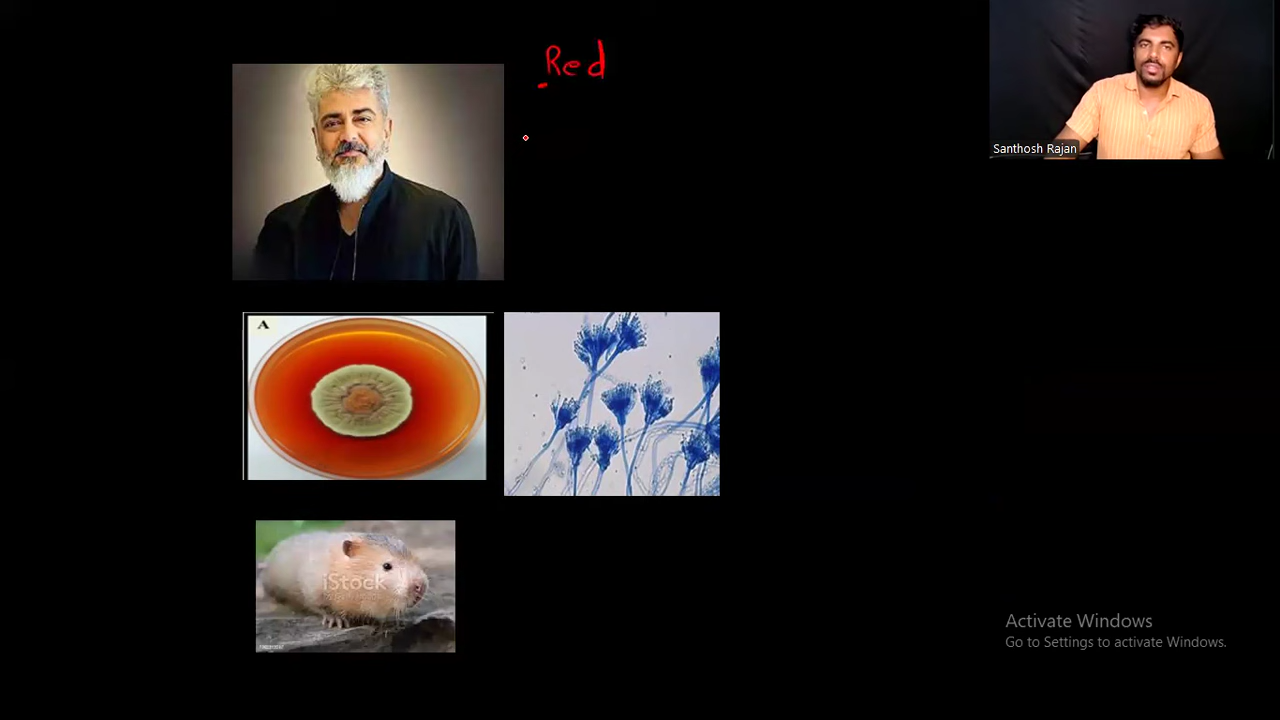 Red
Santhosh Rajan
A
iStock
Activate Windows
Go to Settings to activate Windows.